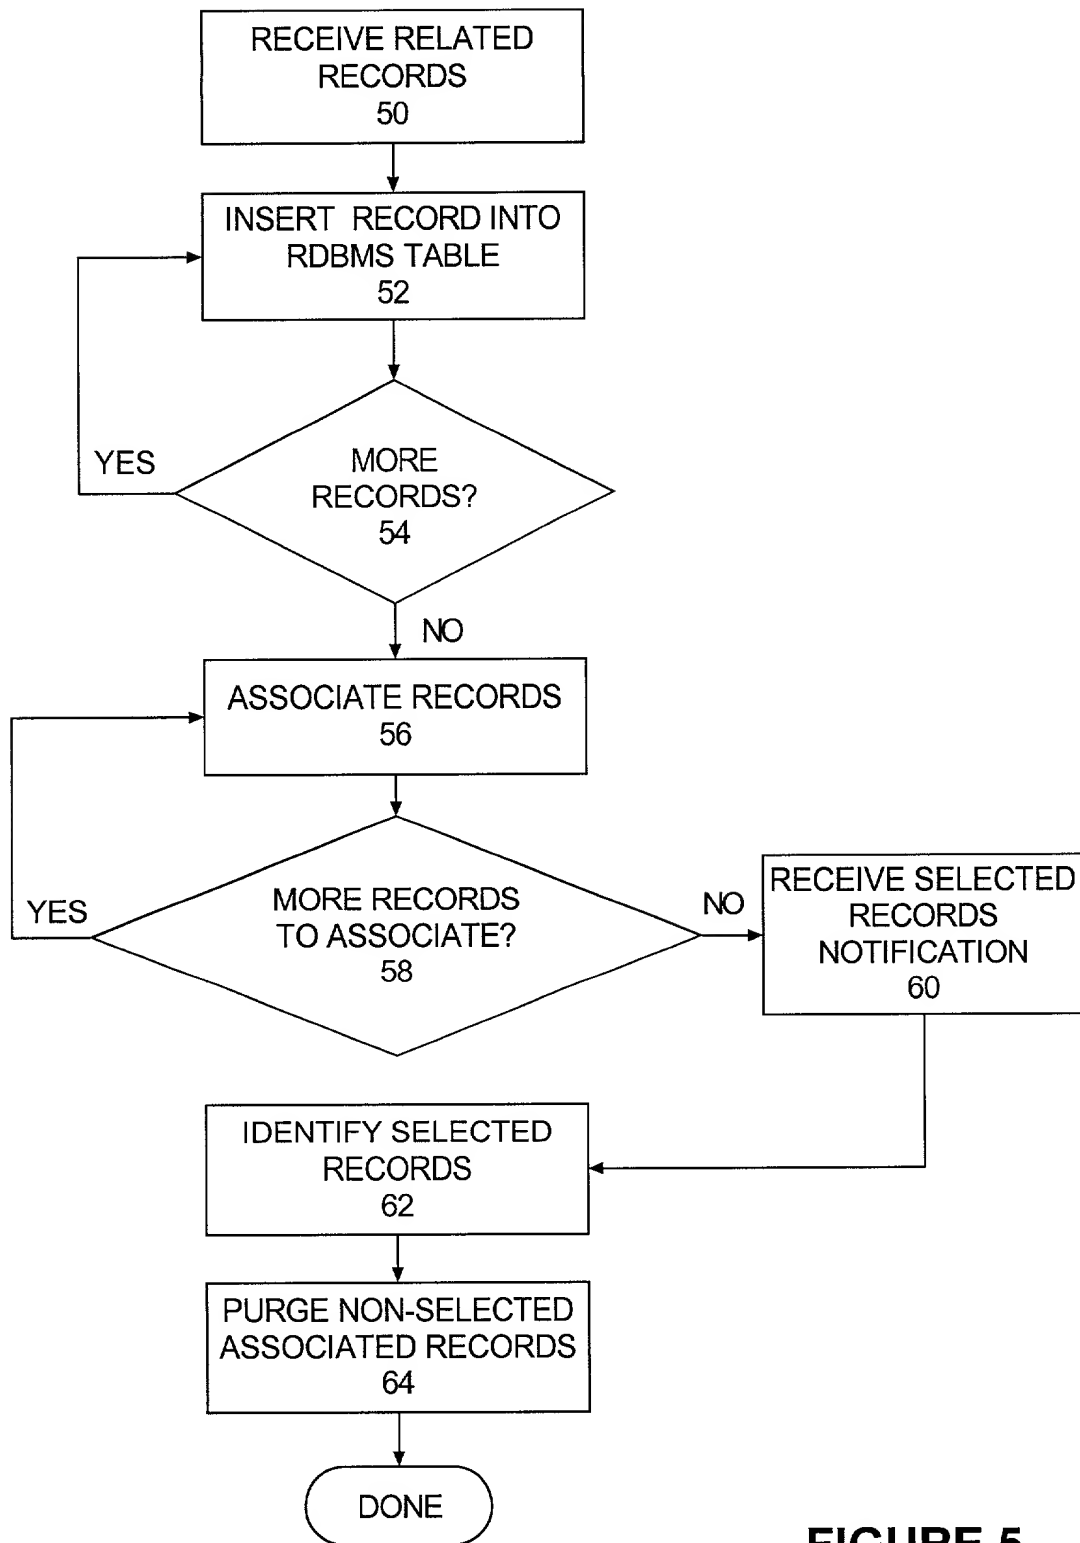 RECEIVE RELATED
RECORDS
50
INSERT RECORD INTO
RDBMS TABLE
52
YES
MORE
RECORDS?
54
NO
ASSOCIATE RECORDS
56
YES
MORE RECORDS
TO ASSOCIATE?
58
NO
RECEIVE SELECTED
RECORDS
NOTIFICATION
60
IDENTIFY SELECTED
RECORDS
62
PURGE NON-SELECTED
ASSOCIATED RECORDS
64
DONE
FIGURE 5